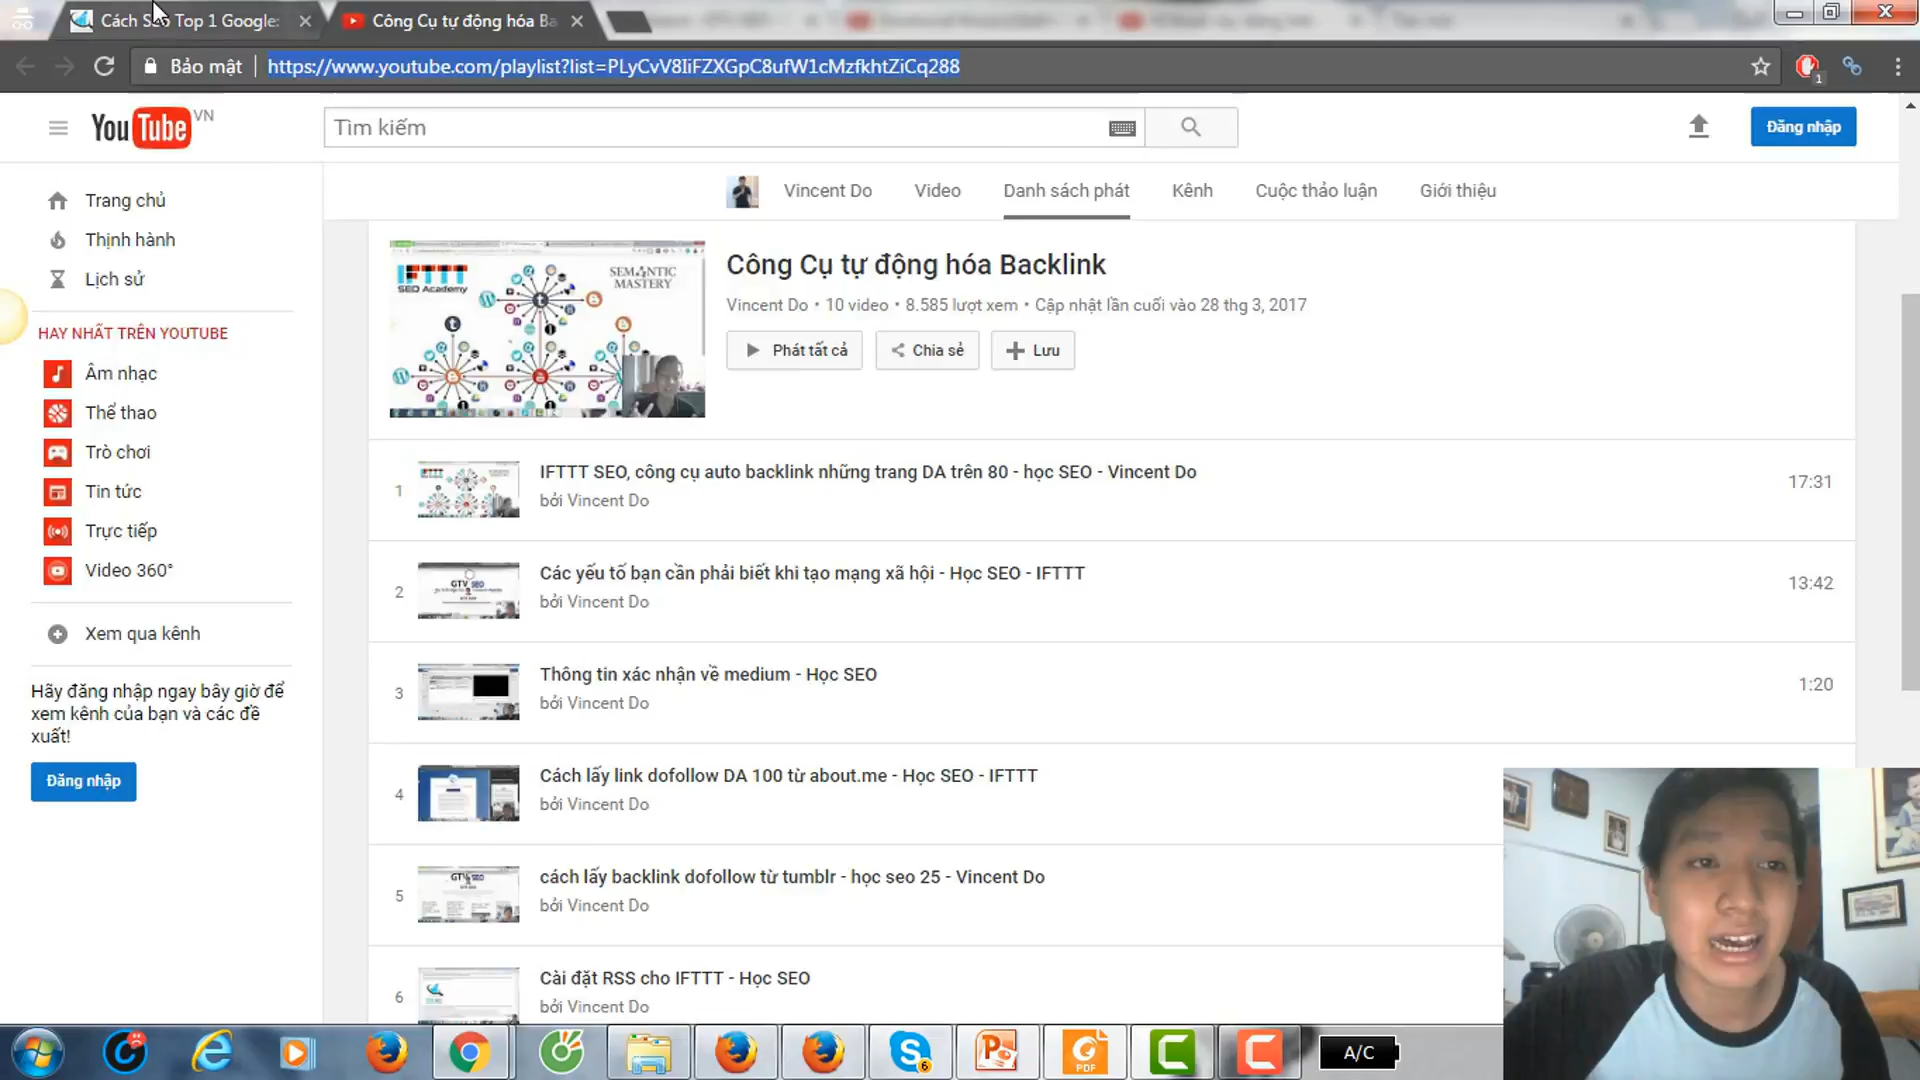 Cách Seo Top 1 Google:
Công Cụ tự động hóa Ba
Bảo mật
https://www.youtube.com/playlist?list=PLyCvV8IiFZXGpC8ufW1cMzfkhtZiCq288
1
YouTube VN
Tìm kiếm
Đăng nhập
Trang chủ
Thịnh hành
Lịch sử
HAY NHẤT TRÊN YOUTUBE
Âm nhạc
Thể thao
Trò chơi
Tin tức
Trực tiếp
Video 360°
Xem qua kênh
Hãy đăng nhập ngay bây giờ để
xem kênh của bạn và các đề
xuất!
Đăng nhập
Vincent Do
Video
Danh sách phát
Kênh
Cuộc thảo luận
Giới thiệu
IFTTT
SEO Academy
SEMANTIC
MASTERY
Công Cụ tự động hóa Backlink
Vincent Do • 10 video • 8.585 lượt xem • Cập nhật lần cuối vào 28 thg 3, 2017
Phát tất cả
Chia sẻ
Lưu
1
IFTTT SEO, công cụ auto backlink những trang DA trên 80 - học SEO - Vincent Do
bởi Vincent Do
17:31
2
GTV SEO
Các yếu tố bạn cần phải biết khi tạo mạng xã hội - Học SEO - IFTTT
bởi Vincent Do
13:42
3
Thông tin xác nhận về medium - Học SEO
bởi Vincent Do
1:20
4
Cách lấy link dofollow DA 100 từ about.me - Học SEO - IFTTT
bởi Vincent Do
5
GTV SEO
cách lấy backlink dofollow từ tumblr - học seo 25 - Vincent Do
bởi Vincent Do
6
Cài đặt RSS cho IFTTT - Học SEO
bởi Vincent Do
6
PDF
A/C